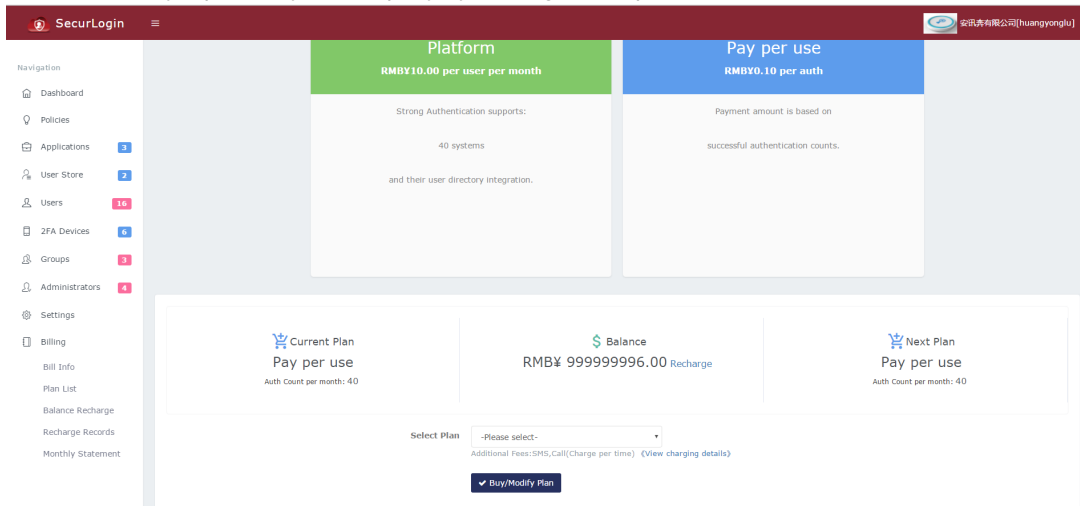 SecurLogin
安讯奔有限公司[huangyonglu]
Navigation
Dashboard
Policies
Applications 3
User Store 2
Users 16
2FA Devices 6
Groups 3
Administrators 4
Settings
Billing
Bill Info
Plan List
Balance Recharge
Recharge Records
Monthly Statement
Platform
RMB¥10.00 per user per month
Strong Authentication supports:
40 systems
and their user directory integration.
Pay per use
RMB¥0.10 per auth
Payment amount is based on
successful authentication counts.
Current Plan
Pay per use
Auth Count per month: 40
Balance
RMB¥ 999999996.00 Recharge
Next Plan
Pay per use
Auth Count per month: 40
Select Plan
-Please select-
Additional Fees:SMS,Call(Charge per time) 《View charging details》
Buy/Modify Plan